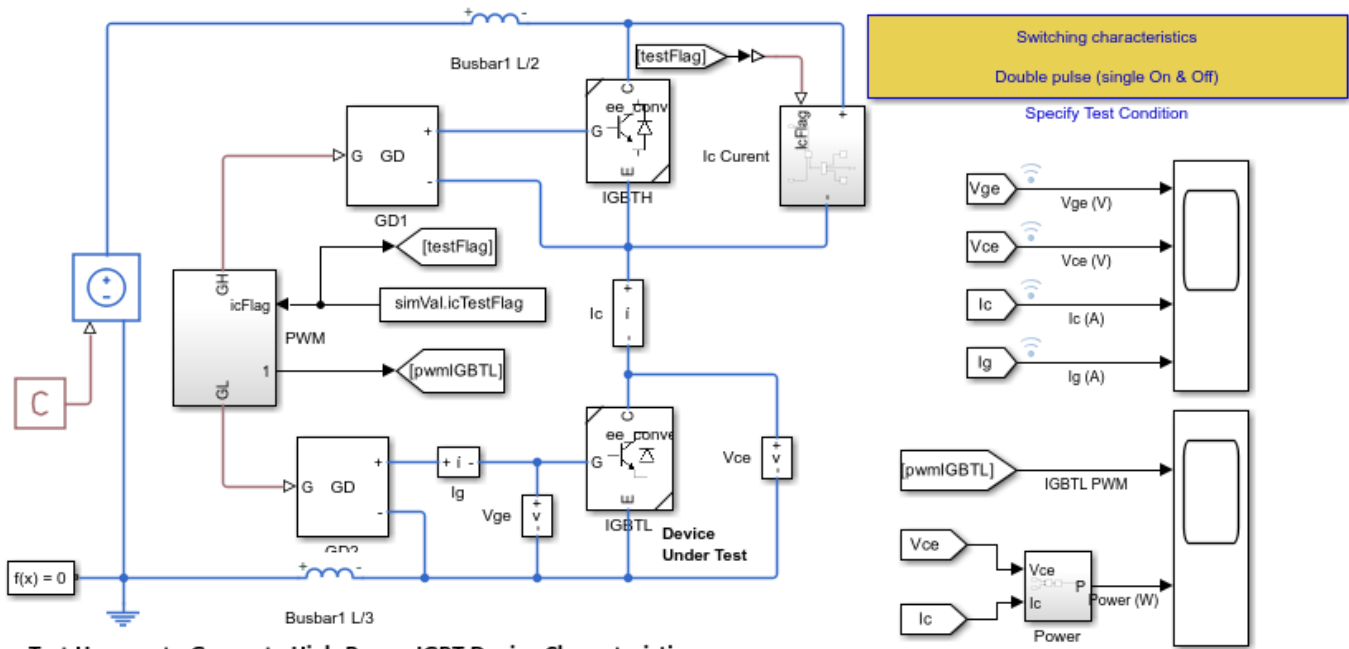 Switching characteristics
Double pulse (single On & Off)
Specify Test Condition
+ -
Busbar1 L/2
[testFlag]
C
ee_conv
G
E
IGBTH
IcFlag
+
-
Ic Curent
G GD
+
-
GD1
[testFlag]
simVal.icTestFlag
GH
icFlag
PWM
1
GL
[pwmIGBTL]
+
-
C
Ic
+
i
-
G GD
+
-
+ i -
Ig
Vge
+
v
-
C
ee_conve
G
E
IGBTL
Device
Under Test
Vce
+
v
-
f(x) = 0
+ -
Busbar1 L/3
Vge
Vge (V)
Vce
Vce (V)
Ic
Ic (A)
Ig
Ig (A)
[pwmIGBTL]
IGBTL PWM
Vce
Ic
Vce
Ic
P
Power (W)
Power